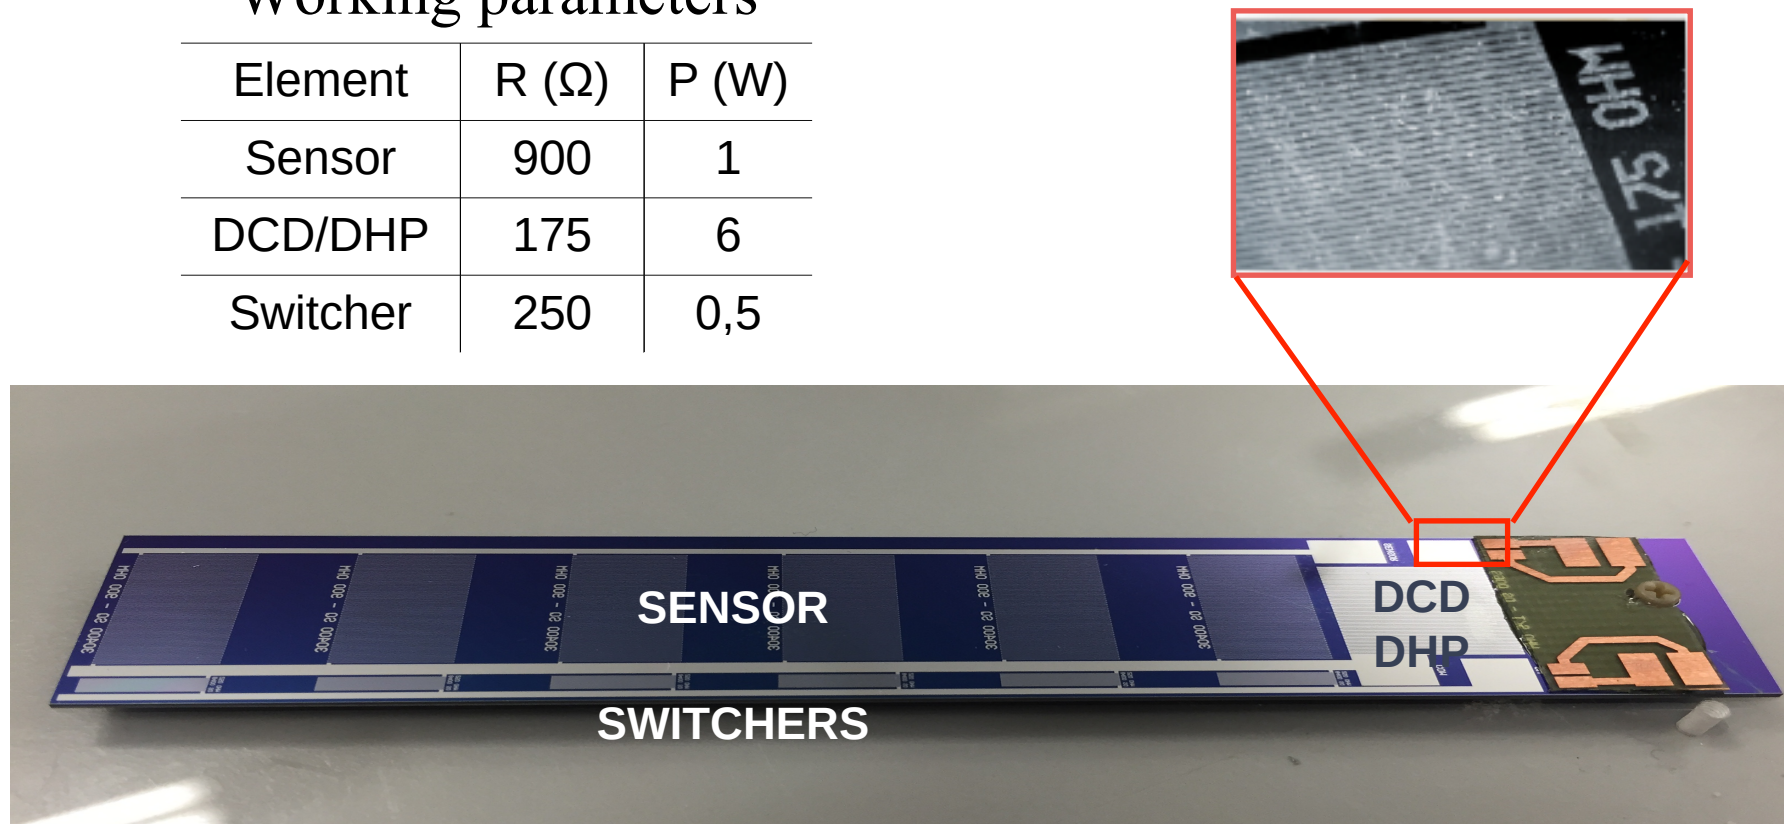 Working parameters
Element R (Ω) P (W)
Sensor 900 1
DCD/DHP 175 6
Switcher 250 0,5
OHM
175
SENSOR
DCD
DHP
SWITCHERS